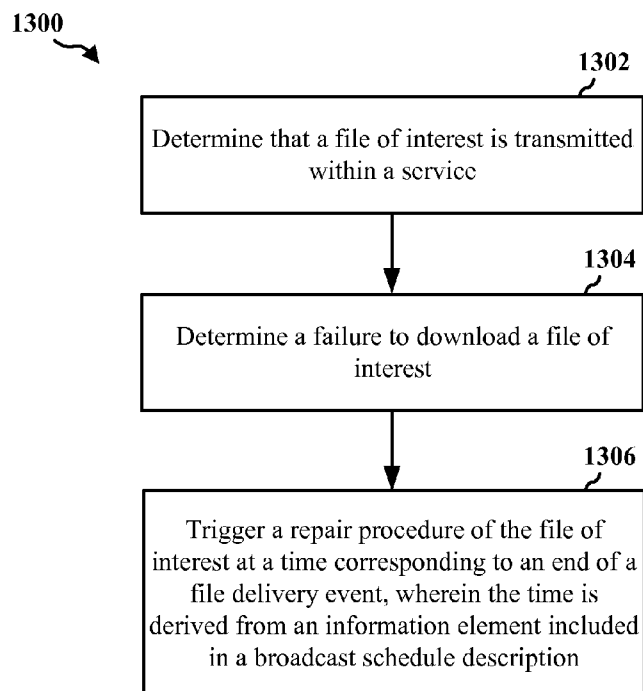 1300
1302
Determine that a file of interest is transmitted
within a service
1304
Determine a failure to download a file of
interest
1306
Trigger a repair procedure of the file of
interest at a time corresponding to an end of a
file delivery event, wherein the time is
derived from an information element included
in a broadcast schedule description